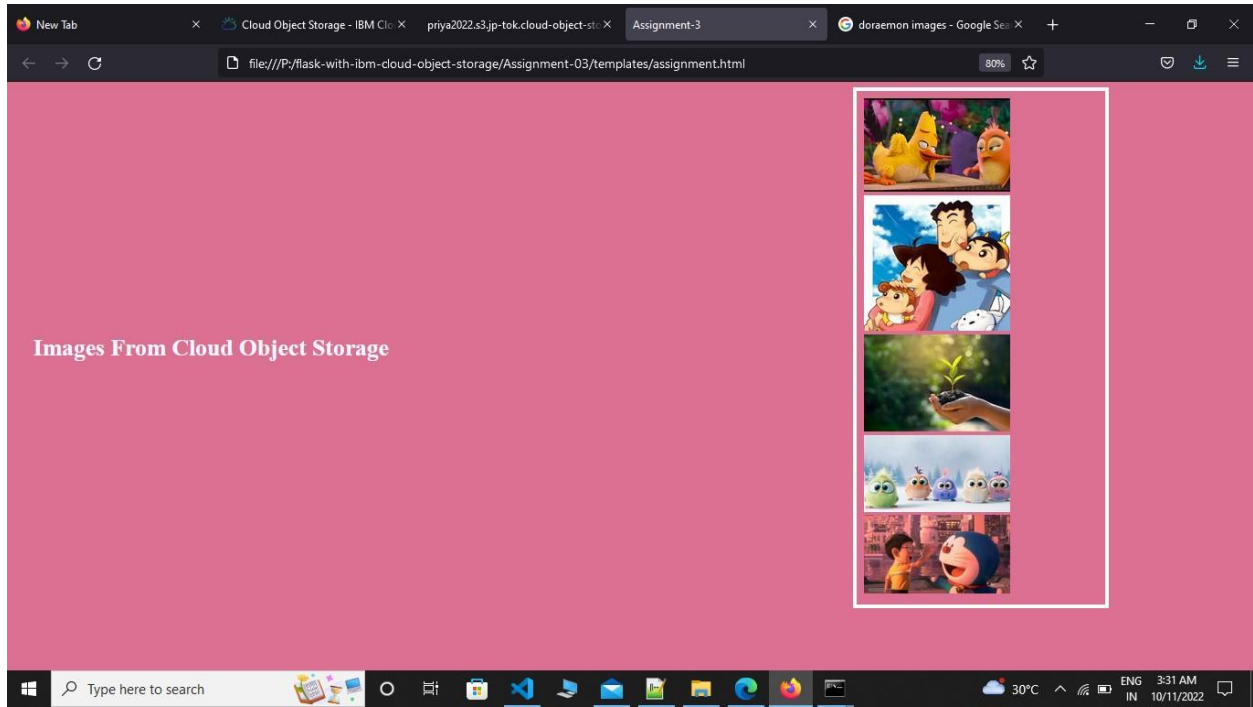 New Tab
Cloud Object Storage - IBM Clo
priya2022.s3.jp-tok.cloud-object-sto
Assignment-3
doraemon images - Google Sea
file:///P:/flask-with-ibm-cloud-object-storage/Assignment-03/templates/assignment.html
80%
Images From Cloud Object Storage
Type here to search
30°C
ENG
IN
3:31 AM
10/11/2022